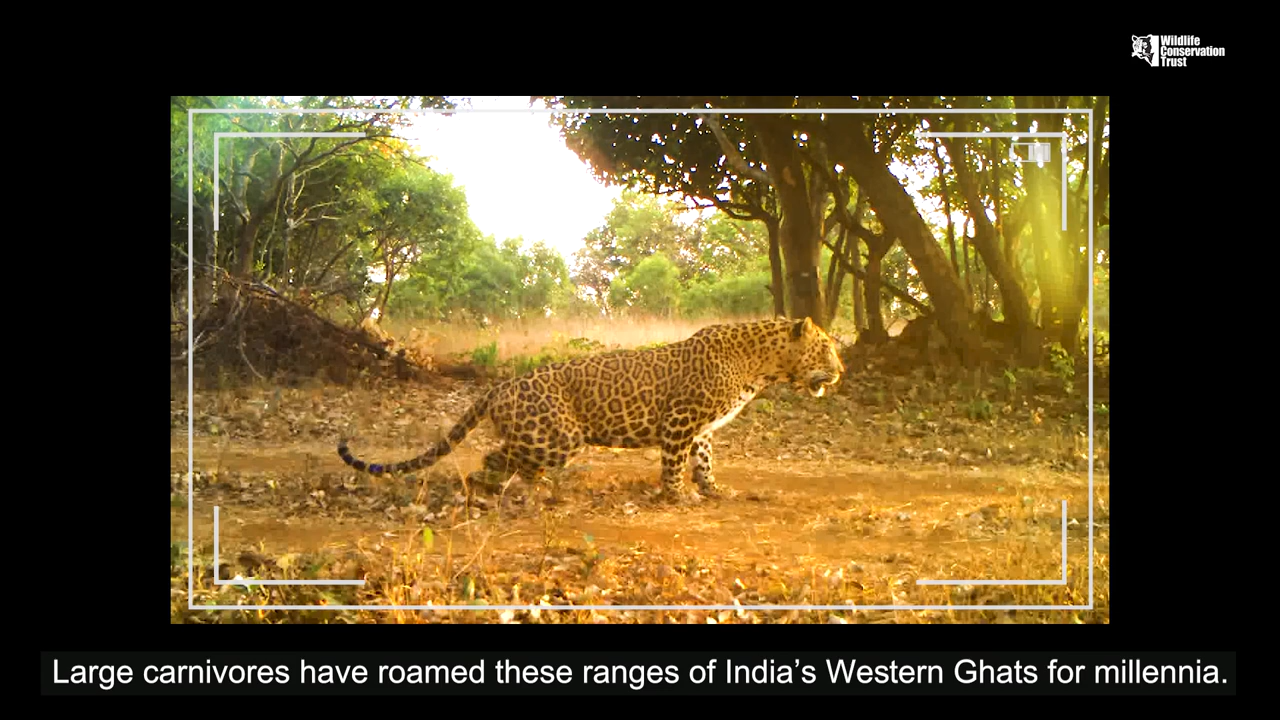 Wildlife
Conservation
Trust
Large carnivores have roamed these ranges of India’s Western Ghats for millennia.